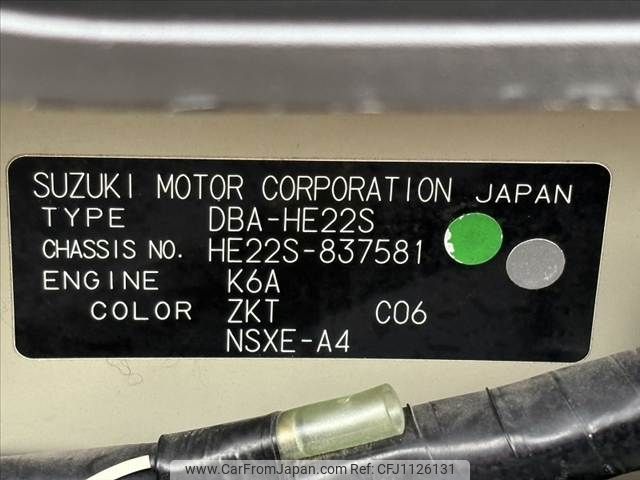 SUZUKI MOTOR CORPORATION JAPAN
TYPE DBA-HE22S
CHASSIS NO. HE22S-837581
ENGINE K6A
COLOR ZKT C06
NSXE-A4
www.CarFromJapan.com | CFJ1126131